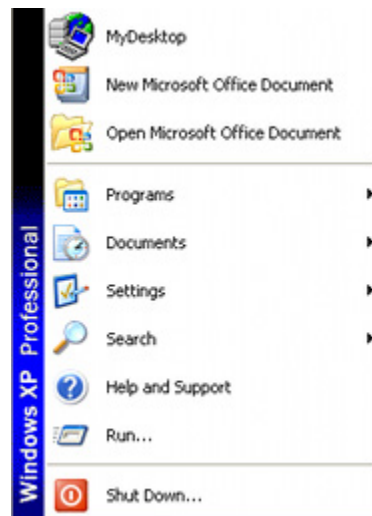 MyDesktop
New Microsoft Office Document
Open Microsoft Office Document
Programs
Documents
Settings
Search
Help and Support
Run...
Shut Down...
Windows XP Professional